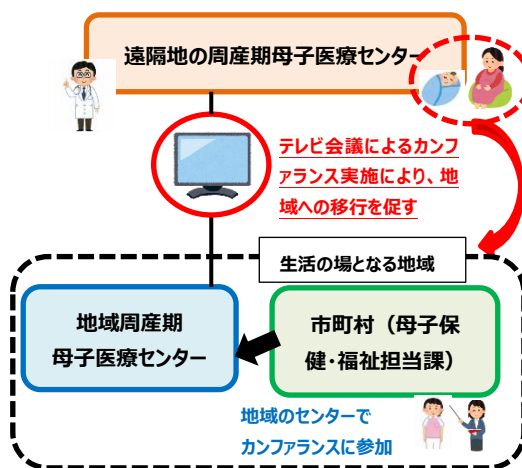 遠隔地の周産期母子医療センター
テレビ会議によるカンフ
ァランス実施により、地
域への移行を促す
生活の場となる地域
地域周産期
母子医療センター
市町村（母子保
健・福祉担当課）
地域のセンターで
カンファランスに参加